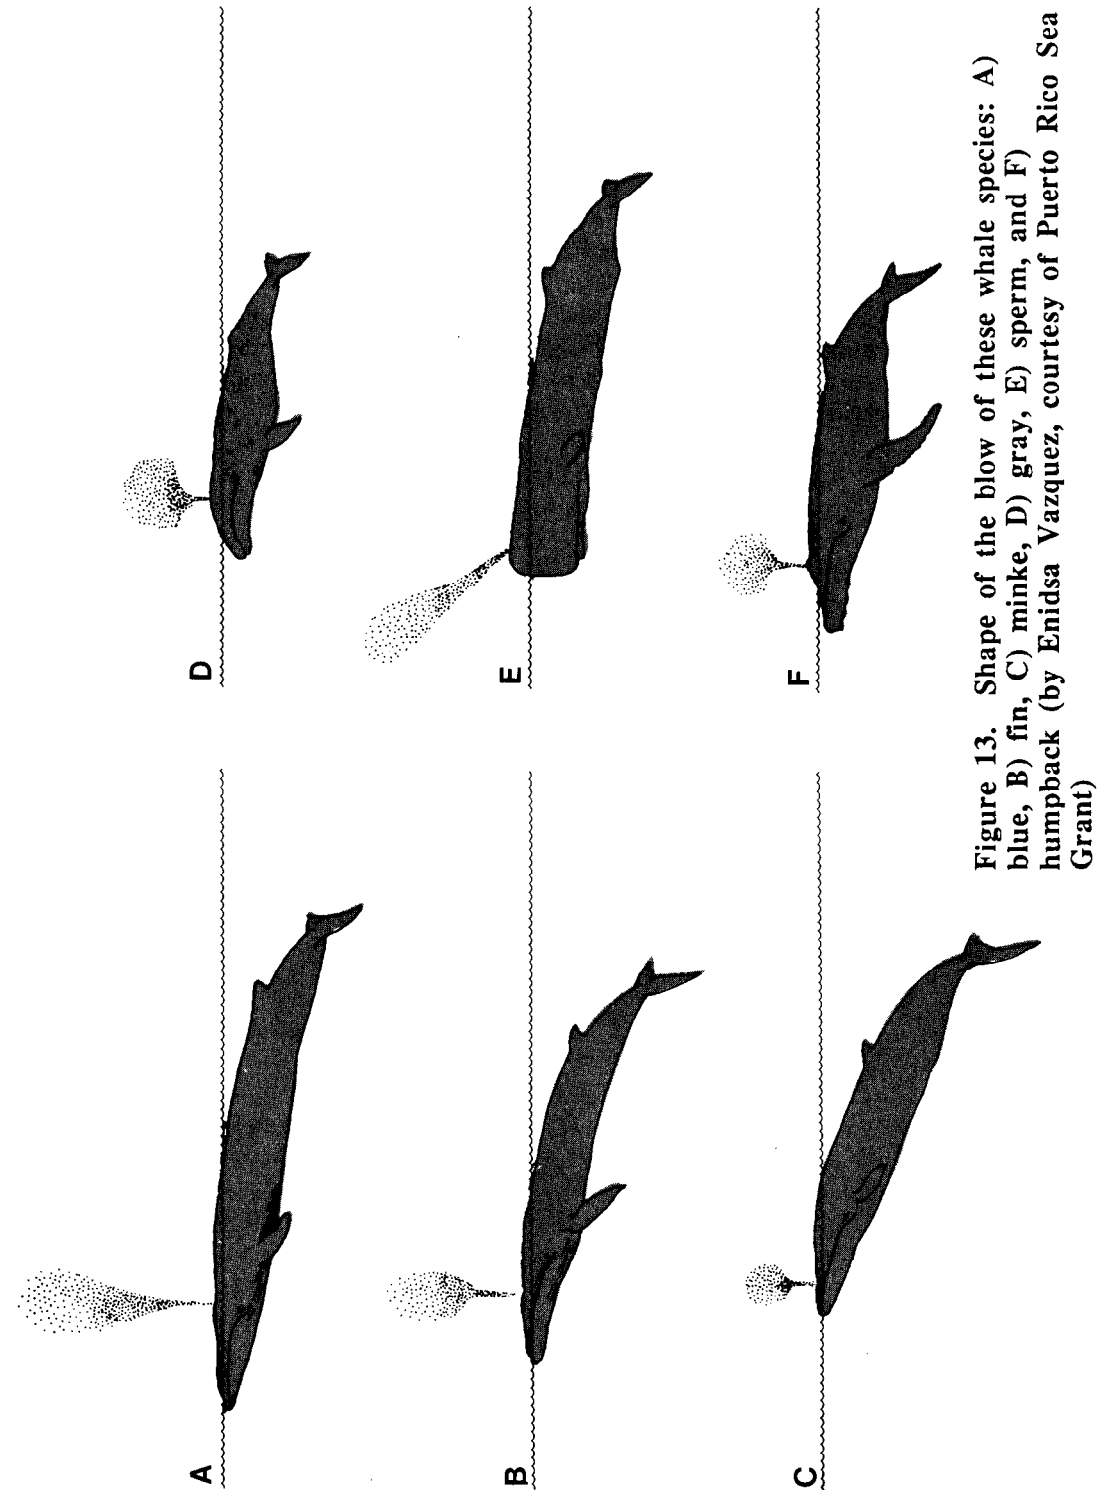 A
B
C
D
E
F
Figure 13. Shape of the blow of these whale species: A)
blue, B) fin, C) minke, D) gray, E) sperm, and F)
humpback (by Enidsa Vazquez, courtesy of Puerto Rico Sea
Grant)